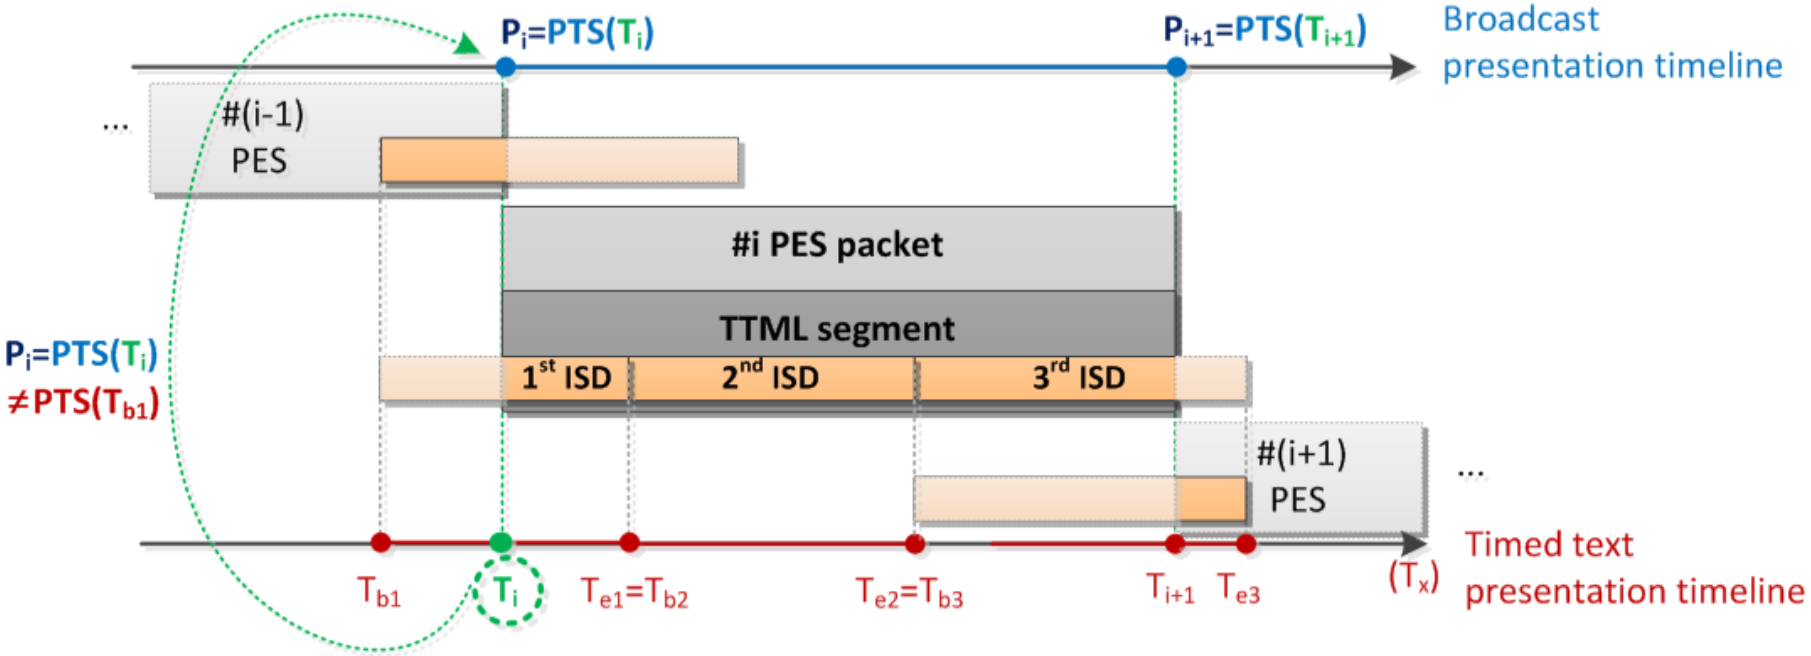 Pi=PTS(Ti)
Pi+1=PTS(Ti+1)
Broadcast
presentation timeline
...
#(i-1)
PES
#i PES packet
TTML segment
Pi=PTS(Ti)
≠PTS(Tb1)
1st ISD
2nd ISD
3rd ISD
#(i+1)
PES
...
Tb1
Ti
Te1=Tb2
Te2=Tb3
Ti+1
Te3
(Tx)
Timed text
presentation timeline